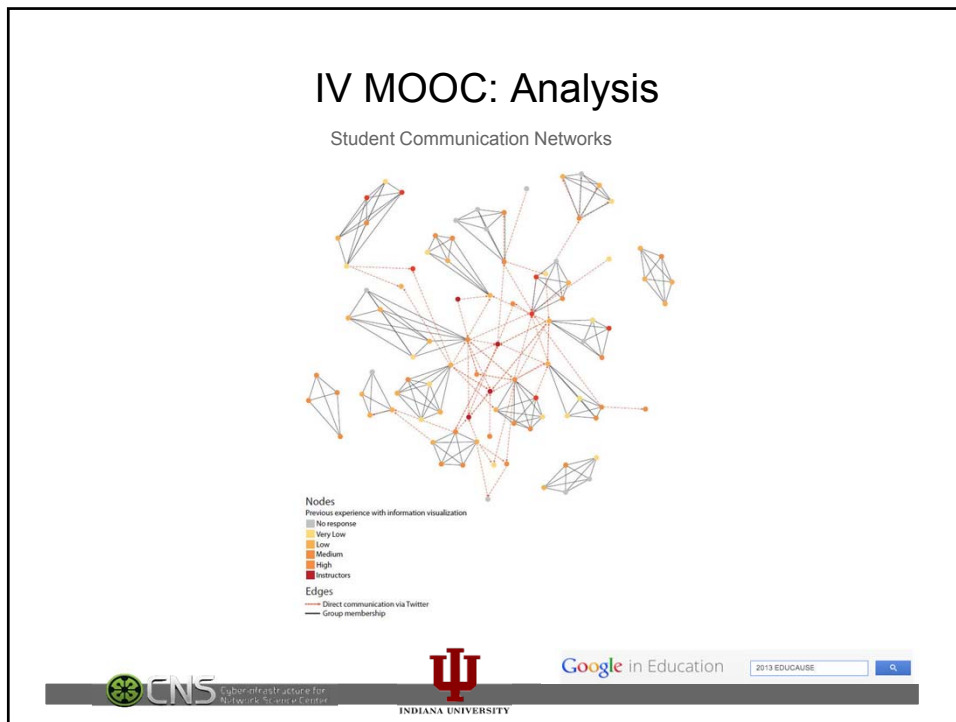 IV MOOC: Analysis
Student Communication Networks
Nodes
Previous experience with information visualization
No response
Very Low
Low
Medium
High
Instructors
Edges
Direct communication via Twitter
Group membership
CNS
Cyberinfrastructure for
Network Science Center
INDIANA UNIVERSITY
Google in Education
2013 EDUCAUSE